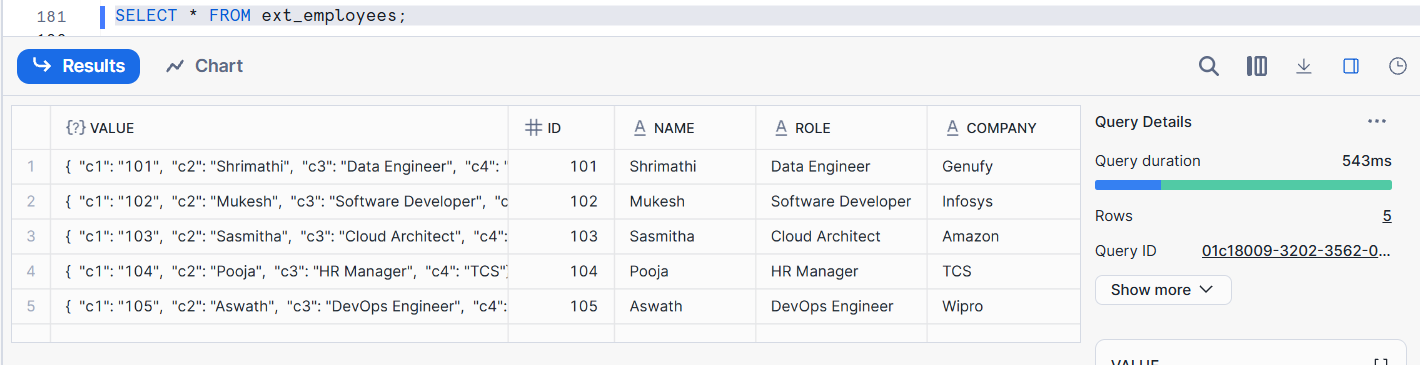 181 SELECT * FROM ext_employees;
Results Chart
VALUE ID NAME ROLE COMPANY
1 { "c1": "101", "c2": "Shrimathi", "c3": "Data Engineer", "c4": " 101 Shrimathi Data Engineer Genufy
2 { "c1": "102", "c2": "Mukesh", "c3": "Software Developer", "c 102 Mukesh Software Developer Infosys
3 { "c1": "103", "c2": "Sasmitha", "c3": "Cloud Architect", "c4": 103 Sasmitha Cloud Architect Amazon
4 { "c1": "104", "c2": "Pooja", "c3": "HR Manager", "c4": "TCS"} 104 Pooja HR Manager TCS
5 { "c1": "105", "c2": "Aswath", "c3": "DevOps Engineer", "c4": 105 Aswath DevOps Engineer Wipro
Query Details ...
Query duration 543ms
Rows 5
Query ID 01c18009-3202-3562-0...
Show more
VALUE